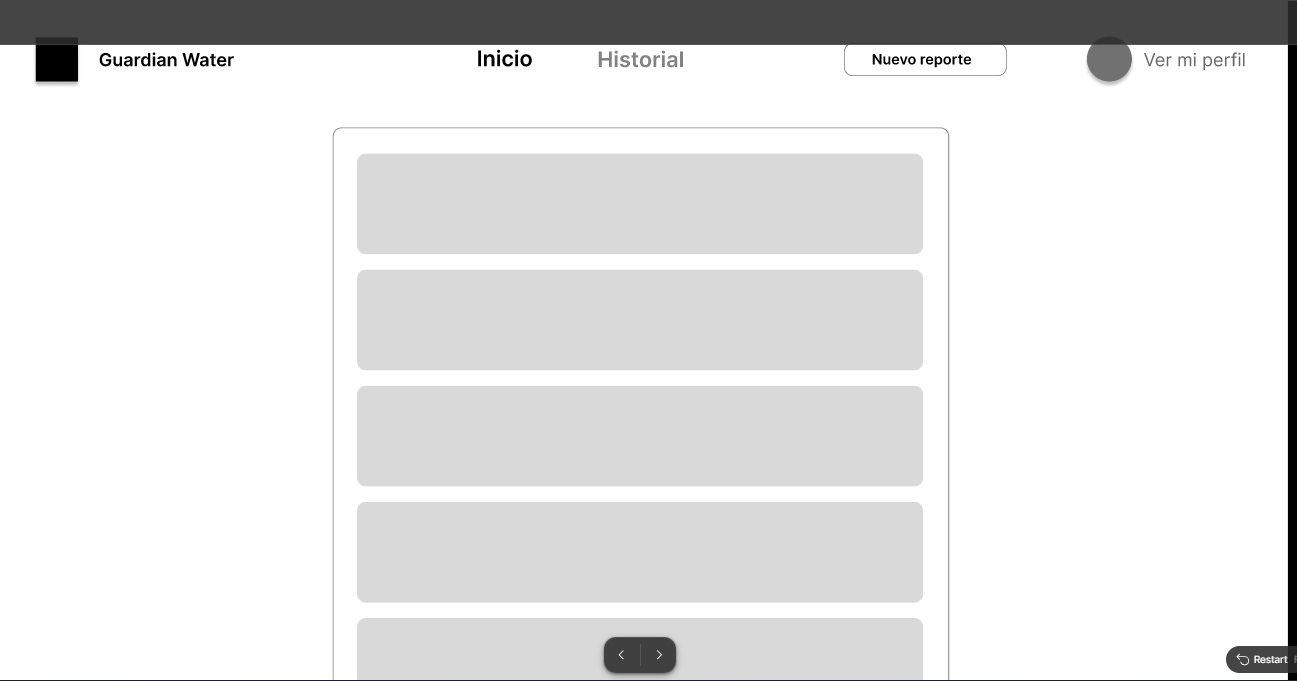 Guardian Water
Inicio
Historial
Nuevo reporte
Ver mi perfil
Restart